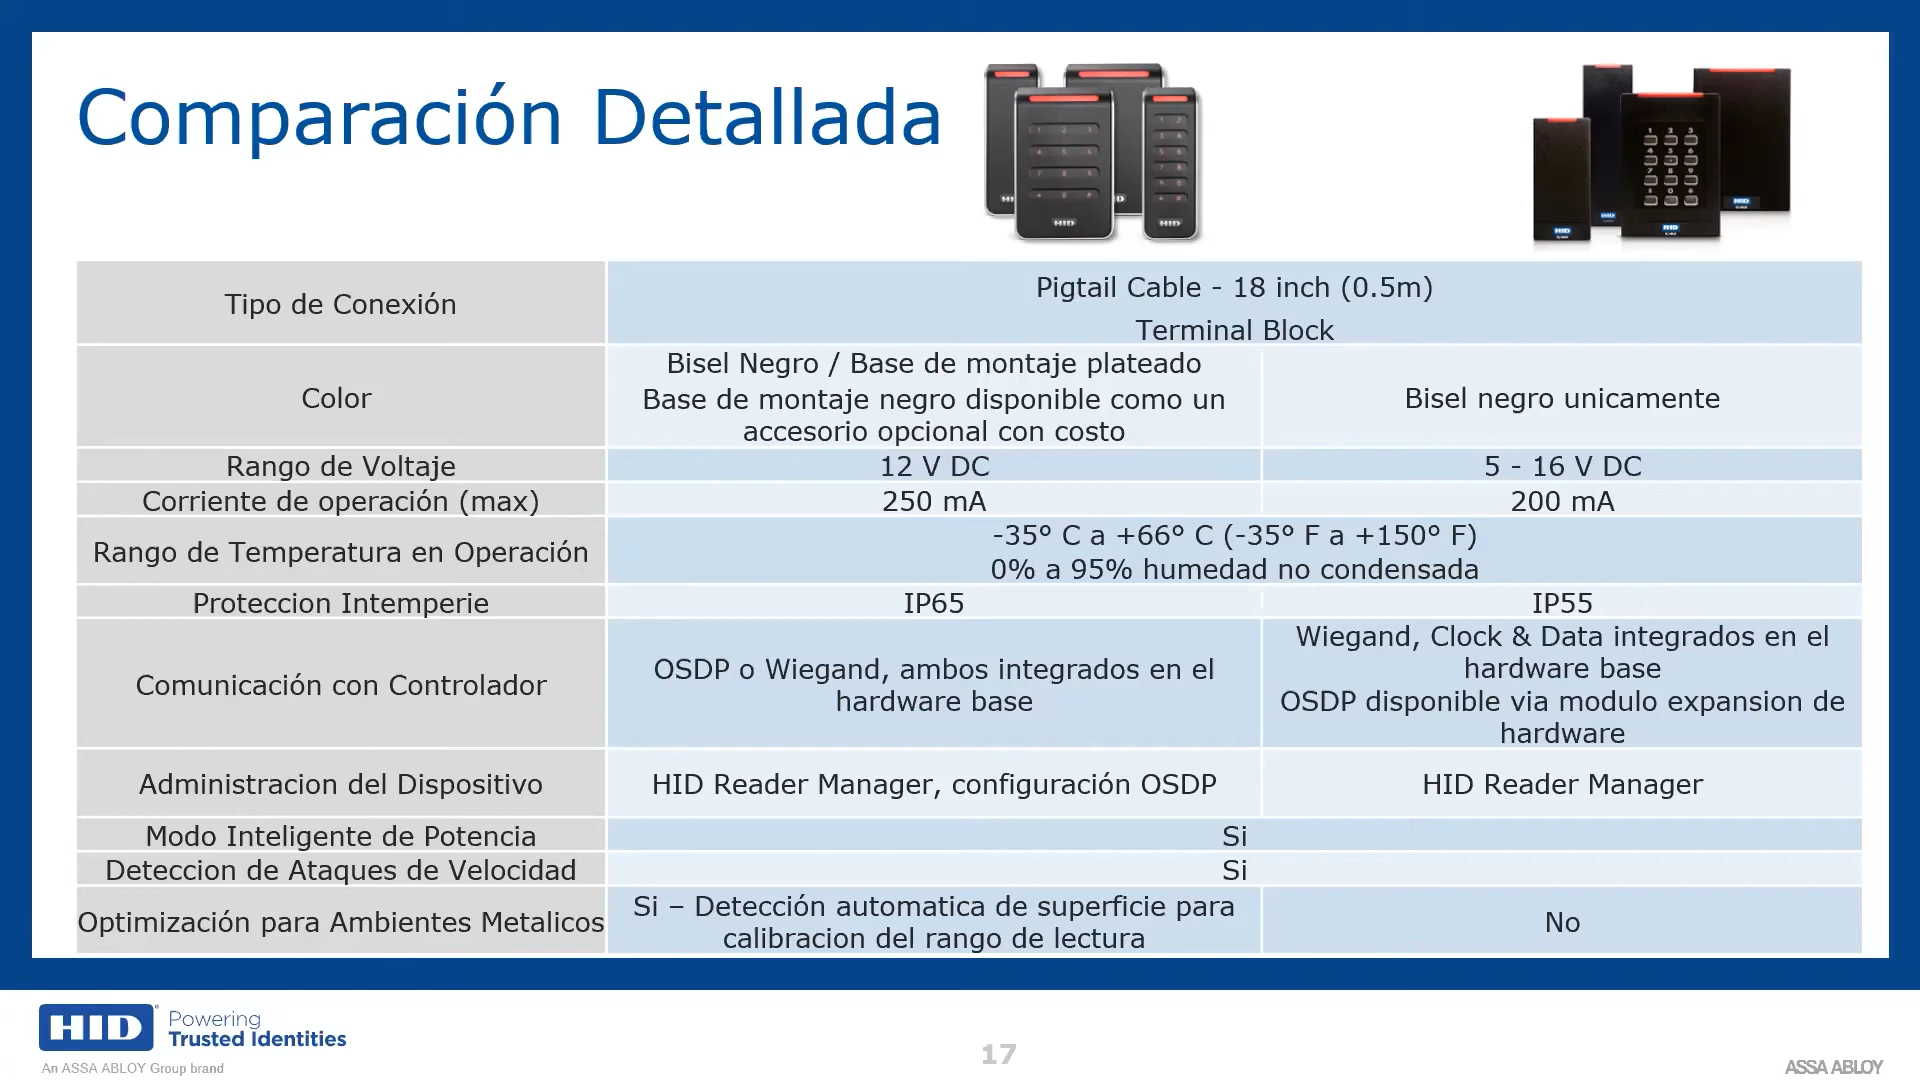 Comparación Detallada
HID
HID
HID
HID
HID
HID
Tipo de Conexión
Pigtail Cable - 18 inch (0.5m)
Terminal Block
Color
Bisel Negro / Base de montaje plateado
Base de montaje negro disponible como un
accesorio opcional con costo
Bisel negro unicamente
Rango de Voltaje
12 V DC
5 - 16 V DC
Corriente de operación (max)
250 mA
200 mA
Rango de Temperatura en Operación
-35º C a +66º C (-35º F a +150º F)
0% a 95% humedad no condensada
Proteccion Intemperie
IP65
IP55
Comunicación con Controlador
OSDP o Wiegand, ambos integrados en el
hardware base
Wiegand, Clock & Data integrados en el
hardware base
OSDP disponible via modulo expansion de
hardware
Administracion del Dispositivo
HID Reader Manager, configuración OSDP
HID Reader Manager
Modo Inteligente de Potencia
Si
Deteccion de Ataques de Velocidad
Si
Optimización para Ambientes Metalicos
Si – Detección automatica de superficie para
calibracion del rango de lectura
No
HID
Powering
Trusted Identities
An ASSA ABLOY Group brand
17
ASSA ABLOY